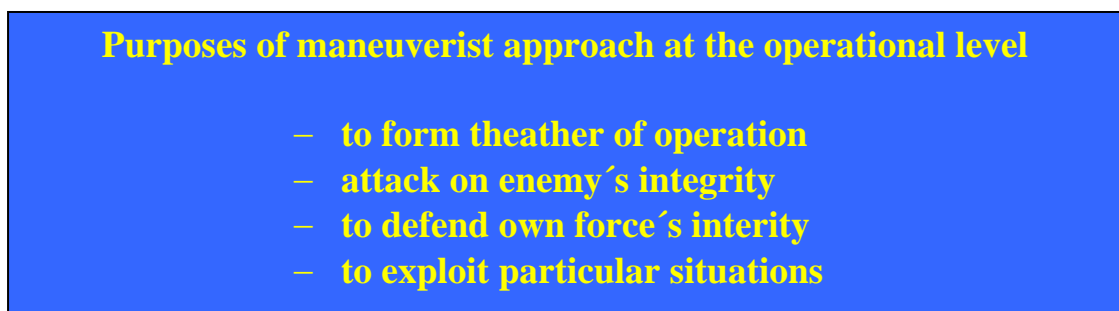 Purposes of maneuverist approach at the operational level
– to form theather of operation
– attack on enemy´s integrity
– to defend own force´s interity
– to exploit particular situations